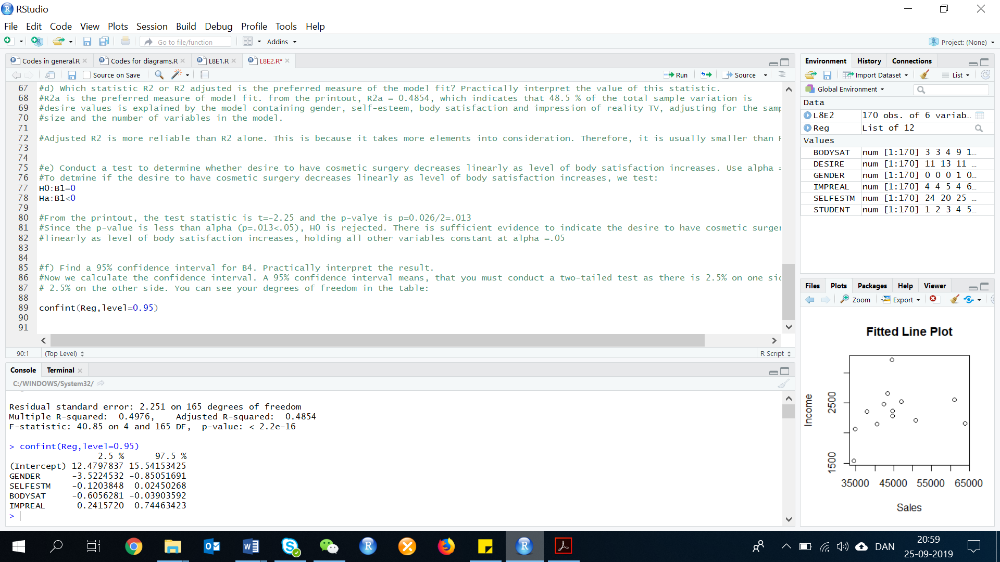 RStudio
File Edit Code View Plots Session Build Debug Profile Tools Help
Go to file/function Addins Project: (None)
Codes in general.R Codes for diagrams.R L8E1.R L8E2.R*
Source on Save Run Source
67 #d) Which statistic R2 or R2 adjusted is the preferred measure of the model fit? Practically interpret the value of this statistic.
68 #R2a is the preferred measure of model fit. from the printout, R2a = 0.4854, which indicates that 48.5 % of the total sample variation is
69 #desire values is explained by the model containing gender, self-esteem, body satisfaction and impression of reality TV, adjusting for the samp
70 #size and the number of variables in the model.
71
72 #Adjusted R2 is more reliable than R2 alone. This is because it takes more elements into consideration. Therefore, it is usually smaller than R
73
74
75 #e) Conduct a test to determine whether desire to have cosmetic surgery decreases linearly as level of body satisfaction increases. Use alpha =
76 #To detmine if the desire to have cosmetic surgery decreases linearly as level of body satisfaction increases, we test:
77 H0:B1=0
78 Ha:B1<0
79
80 #From the printout, the test statistic is t=-2.25 and the p-valye is p=0.026/2=.013
81 #Since the p-value is less than alpha (p=.013<.05), H0 is rejected. There is sufficient evidence to indicate the desire to have cosmetic surger
82 #linearly as level of body satisfaction increases, holding all other variables constant at alpha =.05
83
84
85 #f) Find a 95% confidence interval for B4. Practically interpret the result.
86 #Now we calculate the confidence interval. A 95% confidence interval means, that you must conduct a two-tailed test as there is 2.5% on one sid
87 # 2.5% on the other side. You can see your degrees of freedom in the table:
88
89 confint(Reg,level=0.95)
90
91
90:1 (Top Level) R Script
Console Terminal
C:/WINDOWS/System32/
Residual standard error: 2.251 on 165 degrees of freedom
Multiple R-squared: 0.4976, Adjusted R-squared: 0.4854
F-statistic: 40.85 on 4 and 165 DF, p-value: < 2.2e-16
> confint(Reg,level=0.95)
2.5 % 97.5 %
(Intercept) 12.4797837 15.54153425
GENDER -3.5224532 -0.85051691
SELFESTM -0.1203848 0.02450268
BODYSAT -0.6056281 -0.03903592
IMPREAL 0.2415720 0.74463423
>
Environment History Connections
Import Dataset List
Global Environment
Data
L8E2 170 obs. of 6 variab…
Reg List of 12
Values
BODYSAT num [1:170] 3 3 4 9 1…
DESIRE num [1:170] 11 13 11 …
GENDER num [1:170] 0 0 0 1 0…
IMPREAL num [1:170] 4 4 5 4 6…
SELFESTM num [1:170] 24 20 25 …
STUDENT num [1:170] 1 2 3 4 5…
Files Plots Packages Help Viewer
Zoom Export
Fitted Line Plot
Income
2500
1500
35000 45000 55000 65000
Sales
DAN
20:59
25-09-2019